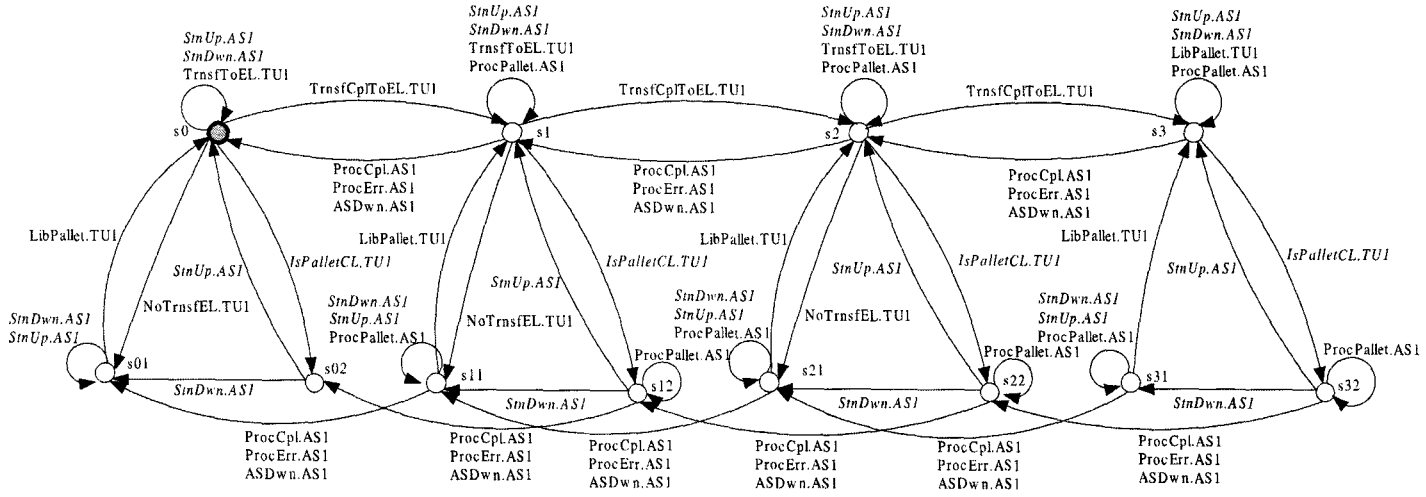 StnUp.AS1
StnDwn.AS1
TrnsfToEL.TU1
StnUp.AS1
StnDwn.AS1
TrnsfToEL.TU1
ProcPallet.AS1
StnUp.AS1
StnDwn.AS1
TrnsfToEL.TU1
ProcPallet.AS1
StnUp.AS1
StnDwn.AS1
LibPallet.TU1
ProcPallet.AS1
TrnsfCplToEL.TU1
TrnsfCplToEL.TU1
TrnsfCplToEL.TU1
s0
s1
s2
s3
ProcCpl.AS1
ProcErr.AS1
ASDwn.AS1
ProcCpl.AS1
ProcErr.AS1
ASDwn.AS1
ProcCpl.AS1
ProcErr.AS1
ASDwn.AS1
LibPallet.TU1
LibPallet.TU1
LibPallet.TU1
LibPallet.TU1
IsPalletCL.TU1
IsPalletCL.TU1
IsPalletCL.TU1
IsPalletCL.TU1
StnUp.AS1
StnUp.AS1
StnUp.AS1
StnUp.AS1
NoTrnsfEL.TU1
NoTrnsfEL.TU1
NoTrnsfEL.TU1
StnDwn.AS1
StnUp.AS1
StnDwn.AS1
StnUp.AS1
ProcPallet.AS1
StnDwn.AS1
StnUp.AS1
ProcPallet.AS1
StnDwn.AS1
StnUp.AS1
ProcPallet.AS1
ProcPallet.AS1
ProcPallet.AS1
ProcPallet.AS1
s01
s02
s11
s12
s21
s22
s31
s32
StnDwn.AS1
StnDwn.AS1
StnDwn.AS1
StnDwn.AS1
ProcCpl.AS1
ProcErr.AS1
ASDwn.AS1
ProcCpl.AS1
ProcErr.AS1
ASDwn.AS1
ProcCpl.AS1
ProcErr.AS1
ASDwn.AS1
ProcCpl.AS1
ProcErr.AS1
ASDwn.AS1
ProcCpl.AS1
ProcErr.AS1
ASDwn.AS1
ProcCpl.AS1
ProcErr.AS1
ASDwn.AS1